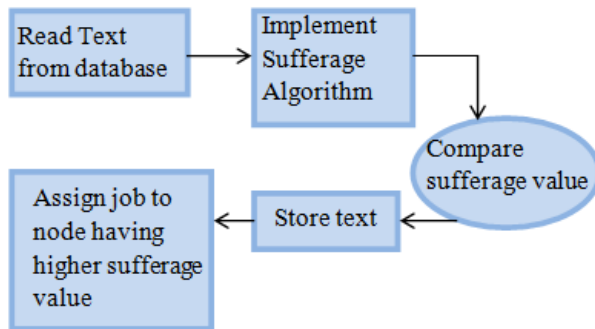 Read Text
from database
Implement
Sufferage
Algorithm
Compare
sufferage value
Store text
Assign job to
node having
higher sufferage
value